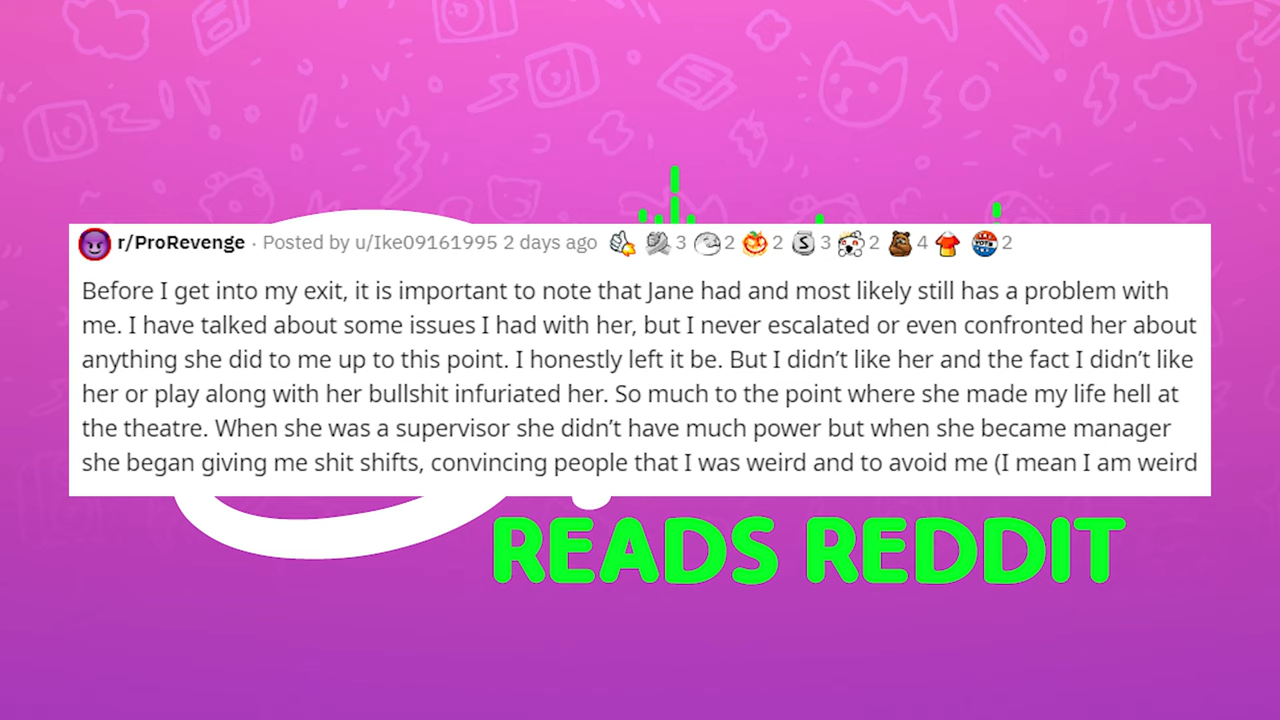 r/ProRevenge · Posted by u/Ike09161995 2 days ago 3 2 2 3 2 4 2
Before I get into my exit, it is important to note that Jane had and most likely still has a problem with
me. I have talked about some issues I had with her, but I never escalated or even confronted her about
anything she did to me up to this point. I honestly left it be. But I didn’t like her and the fact I didn’t like
her or play along with her bullshit infuriated her. So much to the point where she made my life hell at
the theatre. When she was a supervisor she didn’t have much power but when she became manager
she began giving me shit shifts, convincing people that I was weird and to avoid me (I mean I am weird
READS REDDIT